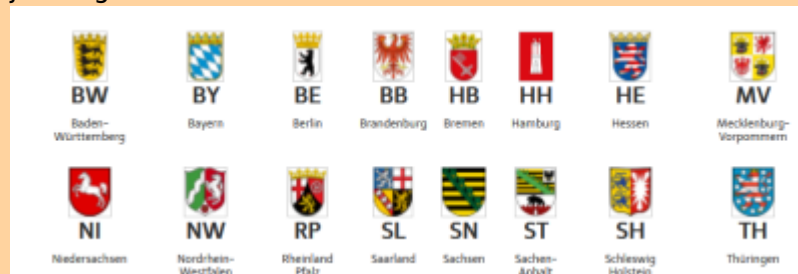 BW BY BE BB HB HH HE MV
Baden-
Württemberg
Bayern
Berlin
Brandenburg
Bremen
Hamburg
Hessen
Mecklenburg-
Vorpommern
NI NW RP SL SN ST SH TH
Niedersachsen
Nordrhein-
Westfalen
Rheinland
Pfalz
Saarland
Sachsen
Sachen-
Anhalt
Schleswig
Holstein
Thüringen